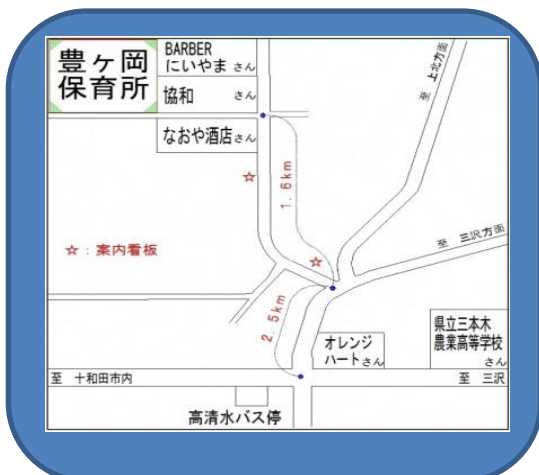 豊ヶ岡
保育所
BARBER
にいやま さん
協和 さん
なおや酒店さん
至 上北方面
1．6km
☆：案内看板
至 三沢方面
2．5km
オレンジ
ハートさん
県立三本木
農業高等学校
さん
至 十和田市内
至 三沢
高清水バス停